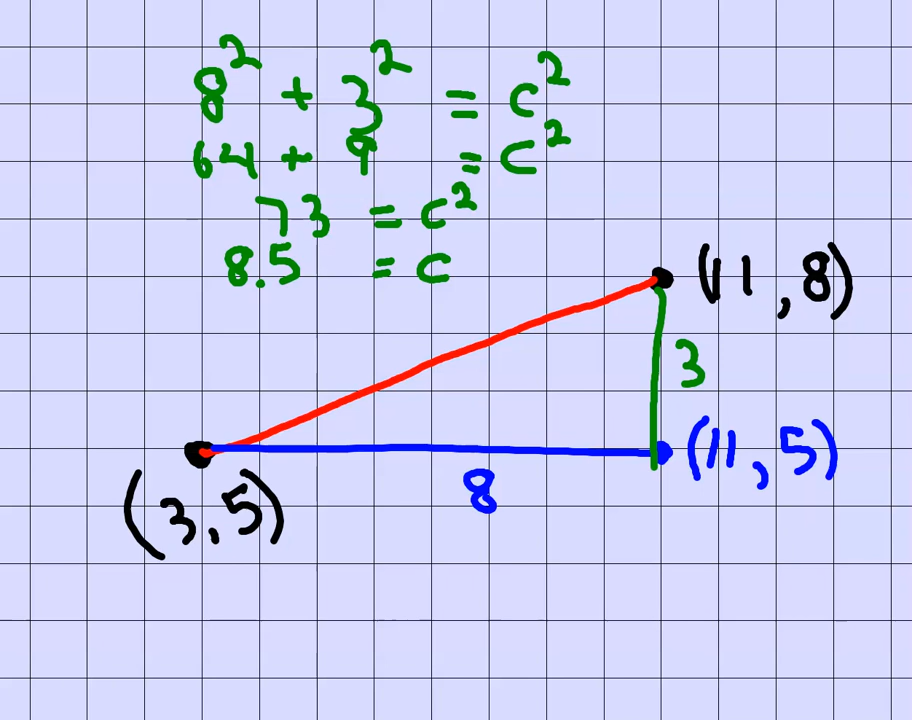 8² + 3² = c²
64 + 9 = c²
73 = c²
8.5 = c
(11,8)
3
(11,5)
8
(3,5)